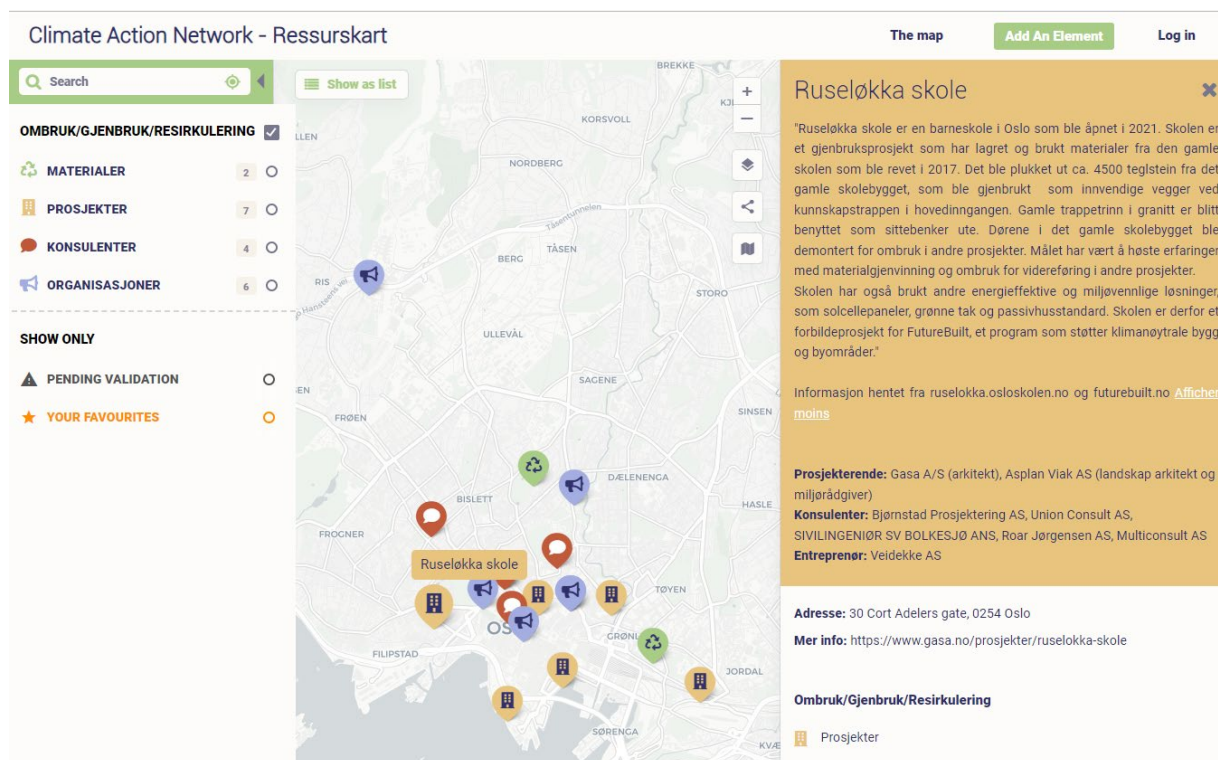 Climate Action Network - Ressurskart
The map
Add An Element
Log in
Search
OMBRUK/GJENBRUK/RESIRKULERING
MATERIALER 2
PROSJEKTER 7
KONSULENTER 4
ORGANISASJONER 6
SHOW ONLY
PENDING VALIDATION
YOUR FAVOURITES
Show as list
BREKKE
KORSVOLL
NORDBERG
Tåsentunnelen
TÅSEN
BERG
RIS
STORO
ULLEVÅL
SAGENE
SINSEN
FRØEN
DÆLENENGA
BISLETT
HASLE
FROGNER
Ruseløkka skole
TØYEN
OS
GRØNL
FILIPSTAD
JORDAL
SØRENGA
KVÆ
+
−
Ruseløkka skole
"Ruseløkka skole er en barneskole i Oslo som ble åpnet i 2021. Skolen er
et gjenbruksprosjekt som har lagret og brukt materialer fra den gamle
skolen som ble revet i 2017. Det ble plukket ut ca. 4500 teglstein fra det
gamle skolebygget, som ble gjenbrukt som innvendige vegger ved
kunnskapstrappen i hovedinngangen. Gamle trappetrinn i granitt er blitt
benyttet som sittebenker ute. Dørene i det gamle skolebygget ble
demontert for ombruk i andre prosjekter. Målet har vært å høste erfaringer
med materialgjenvinning og ombruk for videreføring i andre prosjekter.
Skolen har også brukt andre energieffektive og miljøvennlige løsninger,
som solcellepaneler, grønne tak og passivhusstandard. Skolen er derfor et
forbildeprosjekt for FutureBuilt, et program som støtter klimanøytrale bygg
og byområder."
Informasjon hentet fra ruselokka.osloskolen.no og futurebuilt.no Afficher
moins
Prosjekterende: Gasa A/S (arkitekt), Asplan Viak AS (landskap arkitekt og
miljørådgiver)
Konsulenter: Bjørnstad Prosjektering AS, Union Consult AS,
SIVILINGENIØR SV BOLKESJØ ANS, Roar Jørgensen AS, Multiconsult AS
Entreprenør: Veidekke AS
Adresse: 30 Cort Adelers gate, 0254 Oslo
Mer info: https://www.gasa.no/prosjekter/ruselokka-skole
Ombruk/Gjenbruk/Resirkulering
Prosjekter